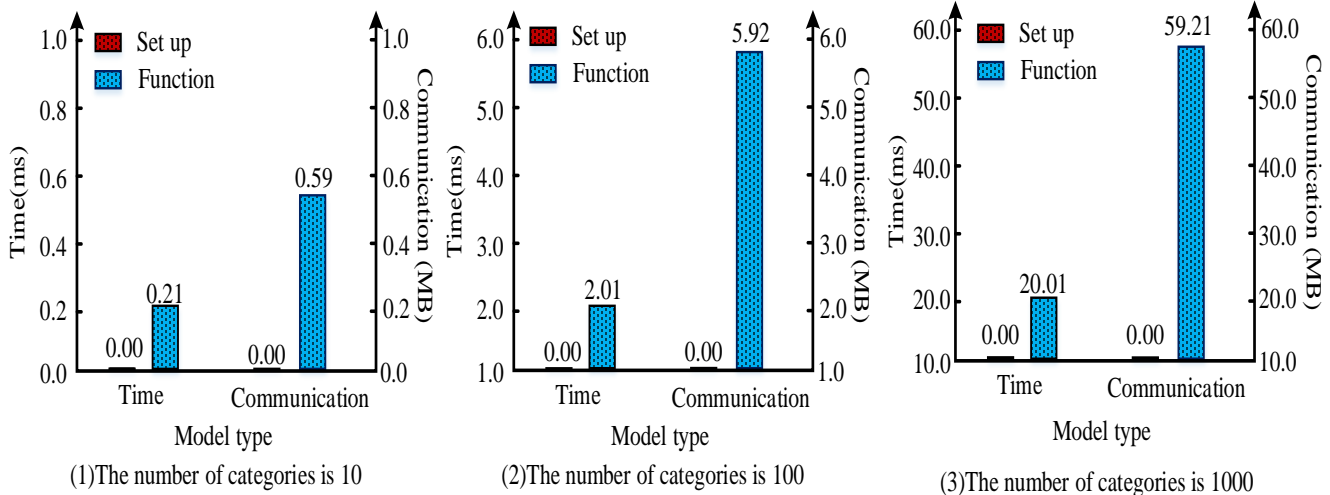 1.0
0.8
0.6
0.4
0.2
0.0
Time(ms)
Set up
Function
0.00
0.21
0.00
0.59
1.0
0.8
0.6
0.4
0.2
0.0
Communication (MB)
Time
Communication
Model type
(1)The number of categories is 10
6.0
5.0
4.0
3.0
2.0
1.0
Time(ms)
Set up
Function
0.00
2.01
0.00
5.92
6.0
5.0
4.0
3.0
2.0
1.0
Communication (MB)
Time
Communication
Model type
(2)The number of categories is 100
60.0
50.0
40.0
30.0
20.0
10.0
Time(ms)
Set up
Function
0.00
20.01
0.00
59.21
60.0
50.0
40.0
30.0
20.0
10.0
Communication (MB)
Time
Communication
Model type
(3)The number of categories is 1000